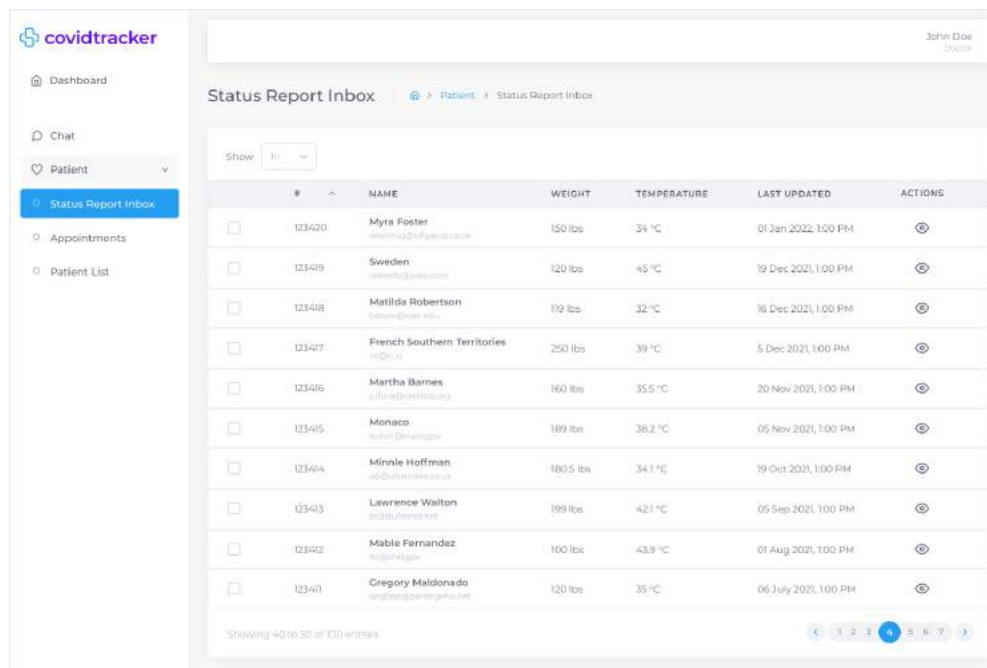 covidtracker
John Doe
Doctor
Dashboard
Status Report Inbox
Patient > Status Report Inbox
Chat
Patient
Status Report Inbox
Appointments
Patient List
Show 10
# NAME WEIGHT TEMPERATURE LAST UPDATED ACTIONS
123420 Myra Foster 150 lbs 34 °C 01 Jan 2022, 1:00 PM
123419 Sweden 120 lbs 45 °C 19 Dec 2021, 1:00 PM
123418 Matilda Robertson 119 lbs 32 °C 16 Dec 2021, 1:00 PM
123417 French Southern Territories 250 lbs 39 °C 5 Dec 2021, 1:00 PM
123416 Martha Barnes 160 lbs 35.5 °C 20 Nov 2021, 1:00 PM
123415 Monaco 189 lbs 38.2 °C 05 Nov 2021, 1:00 PM
123414 Minnie Hoffman 180.5 lbs 34.1 °C 19 Oct 2021, 1:00 PM
123413 Lawrence Walton 199 lbs 42.1 °C 05 Sep 2021, 1:00 PM
123412 Mable Fernandez 100 lbs 43.9 °C 01 Aug 2021, 1:00 PM
123411 Gregory Maldonado 120 lbs 35 °C 06 July 2021, 1:00 PM
Showing 40 to 50 of 100 entries
1 2 3 4 5 6 7